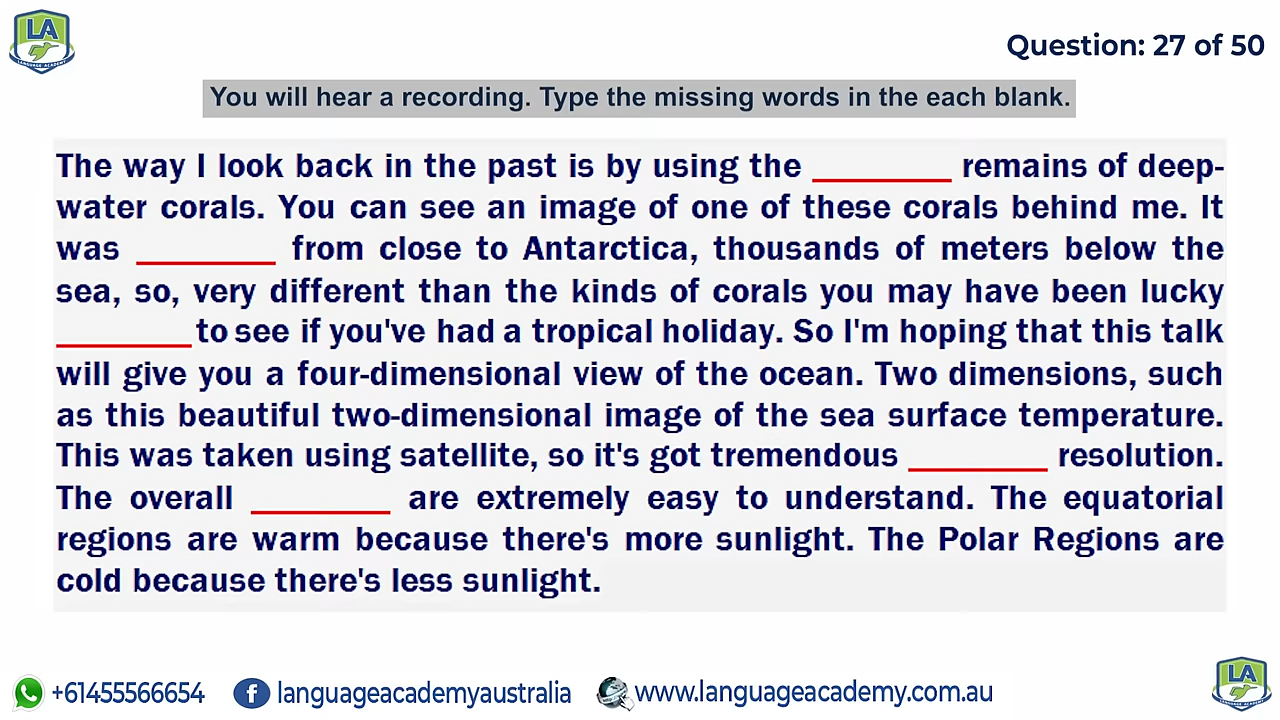 LA
LANGUAGE ACADEMY
Question: 27 of 50
You will hear a recording. Type the missing words in the each blank.
The way I look back in the past is by using the ________ remains of deep-
water corals. You can see an image of one of these corals behind me. It
was ________ from close to Antarctica, thousands of meters below the
sea, so, very different than the kinds of corals you may have been lucky
________ to see if you've had a tropical holiday. So I'm hoping that this talk
will give you a four-dimensional view of the ocean. Two dimensions, such
as this beautiful two-dimensional image of the sea surface temperature.
This was taken using satellite, so it's got tremendous ________ resolution.
The overall ________ are extremely easy to understand. The equatorial
regions are warm because there's more sunlight. The Polar Regions are
cold because there's less sunlight.
+61455566654 languageacademyaustralia www.languageacademy.com.au
LA